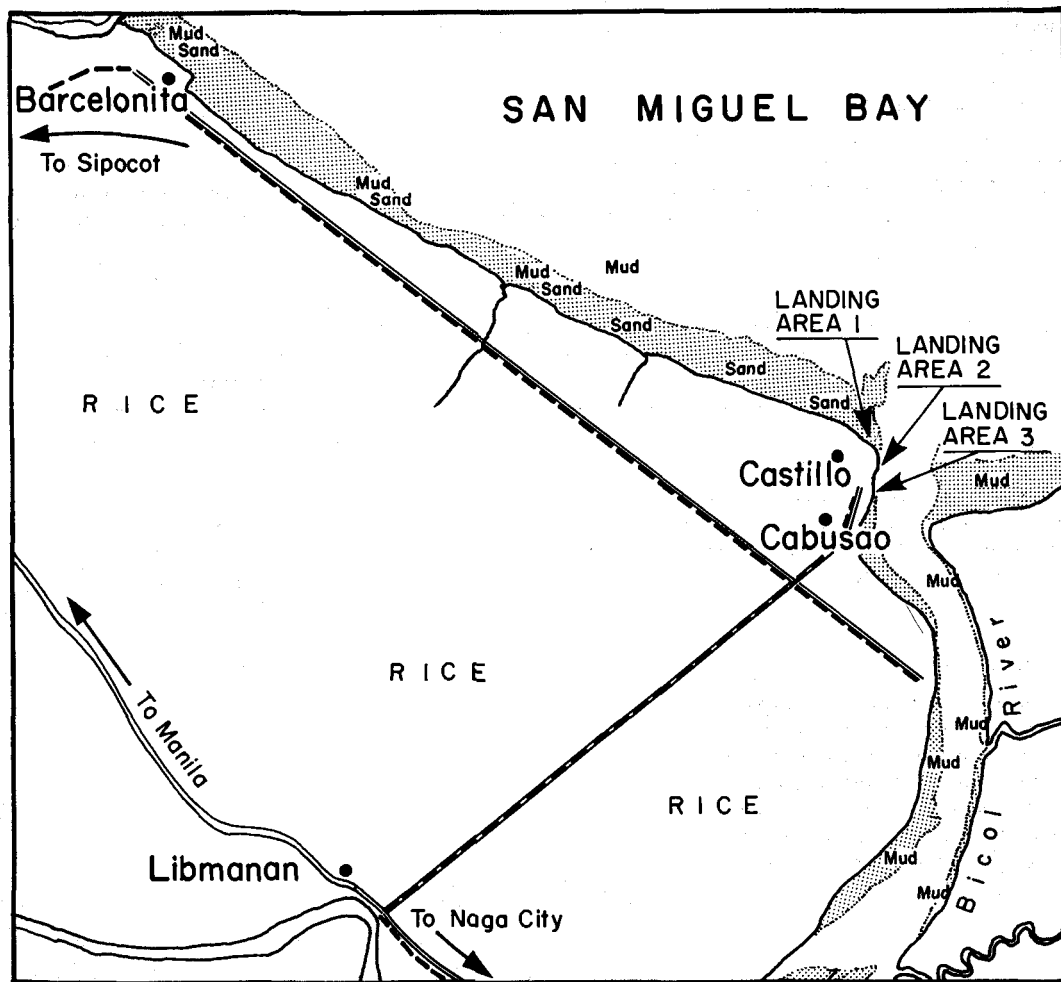 Mud
Sand
Barcelonita
To Sipocot
SAN MIGUEL BAY
Mud
Sand
Mud
Sand
Mud
Sand
Sand
Sand
LANDING
AREA 1
LANDING
AREA 2
LANDING
AREA 3
RICE
Castillo
Mud
Cabusao
Mud
RICE
To Manila
Mud
Mud
RICE
Bicol River
Libmanan
Mud
Mud
To Naga City